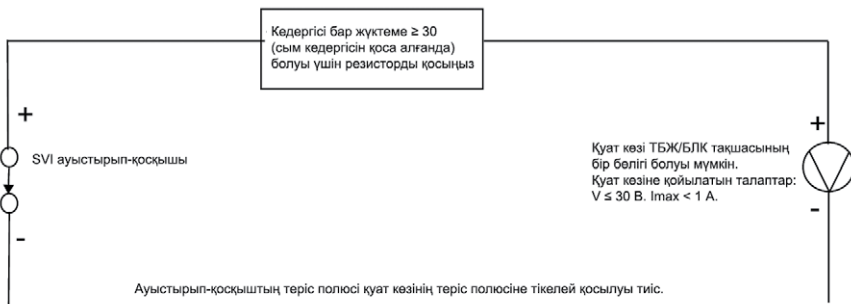 Кедергісі бар жүктеме ≥ 30
(сым кедергісін қоса алғанда)
болуы үшін резисторды қосыңыз
+
+
SVI ауыстырып-қосқышы
Қуат көзі ТБЖ/БЛК тақшасының
бір бөлігі болуы мүмкін.
Қуат көзіне қойылатын талаптар:
V ≤ 30 В. Imax < 1 А.
-
-
Ауыстырып-қосқыштың теріс полюсі қуат көзінің теріс полюсіне тікелей қосылуы тиіс.